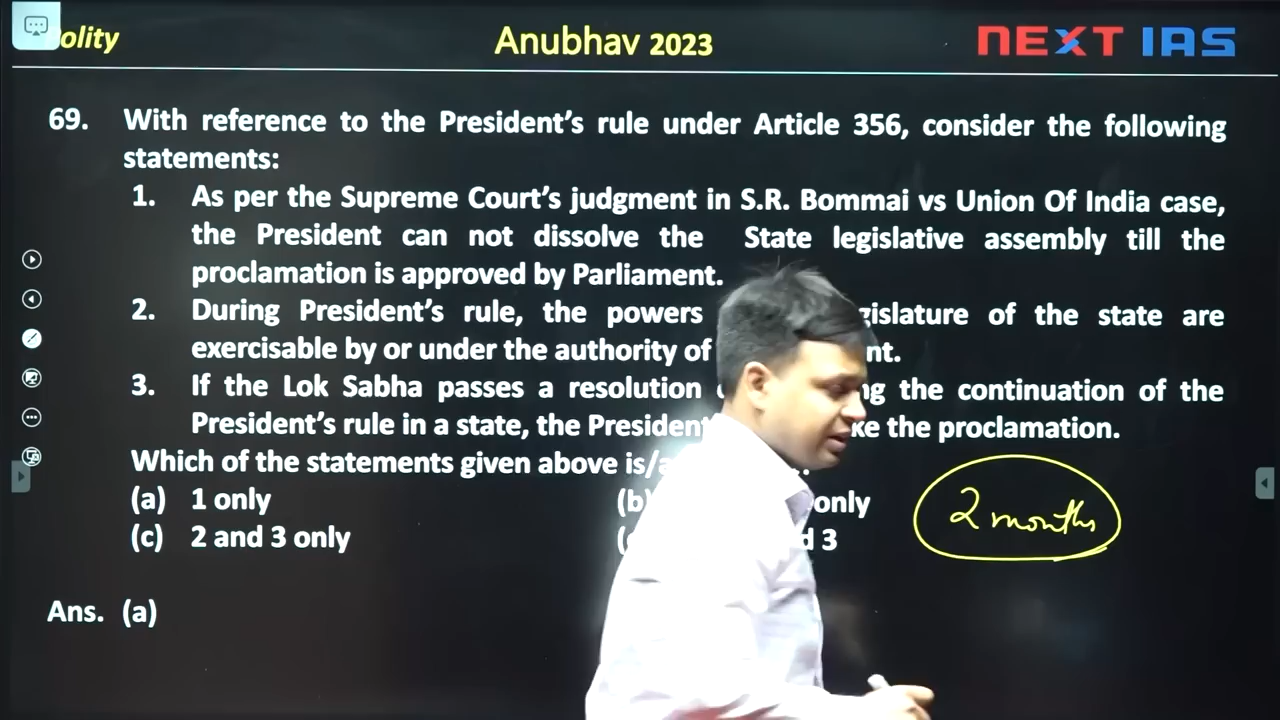 olity
Anubhav 2023
NEXT IAS
69. With reference to the President's rule under Article 356, consider the following
statements:
1. As per the Supreme Court's judgment in S.R. Bommai vs Union Of India case,
the President can not dissolve the State legislative assembly till the
proclamation is approved by Parliament.
2. During President's rule, the powers gislature of the state are
exercisable by or under the authority of nt.
3. If the Lok Sabha passes a resolution ng the continuation of the
President's rule in a state, the President ke the proclamation.
Which of the statements given above is/a
(a) 1 only (b) only
(c) 2 and 3 only d 3
2 months
Ans. (a)